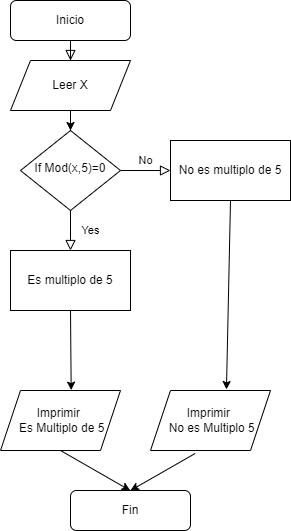 Inicio
Leer X
If Mod(x,5)=0
No
No es multiplo de 5
Yes
Es multiplo de 5
Imprimir
Es Multiplo de 5
Imprimir
No es Multiplo 5
Fin